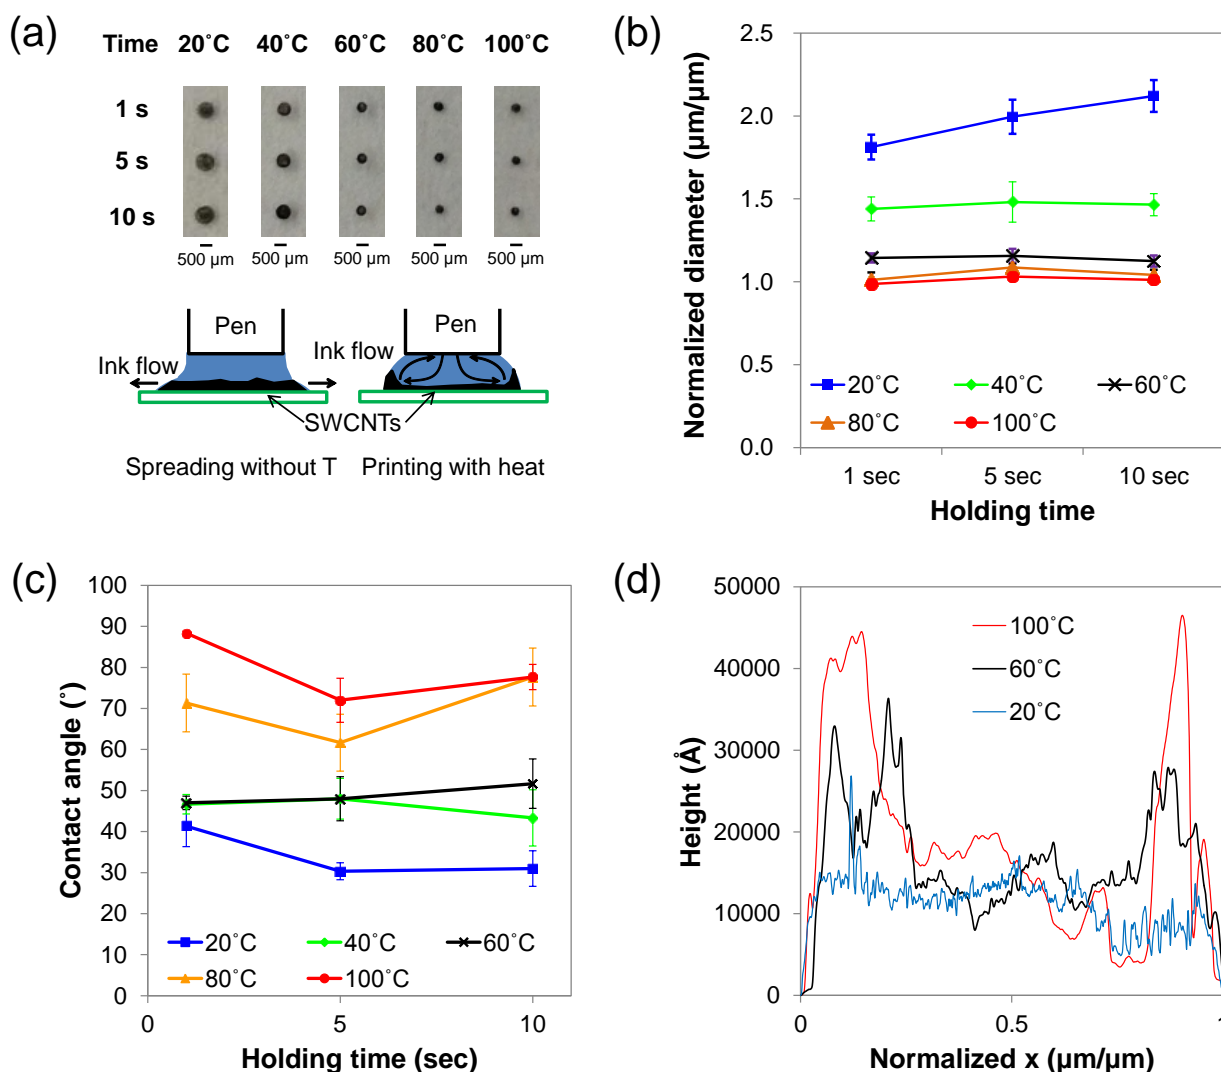 (a)
Time 20˚C 40˚C 60˚C 80˚C 100˚C
1 s
5 s
10 s
500 µm 500 µm 500 µm 500 µm 500 µm
Pen Pen
Ink flow Ink flow
SWCNTs
Spreading without T Printing with heat
(b)
Normalized diameter (µm/µm)
2.5
2.0
1.5
1.0
0.5
0.0
20˚C 40˚C 60˚C
80˚C 100˚C
1 sec 5 sec 10 sec
Holding time
(c)
Contact angle (˚)
100
90
80
70
60
50
40
30
20
10
0
20˚C 40˚C 60˚C
80˚C 100˚C
0 5 10
Holding time (sec)
(d)
Height (Å)
50000
40000
30000
20000
10000
0
100˚C
60˚C
20˚C
0 0.5 1
Normalized x (µm/µm)